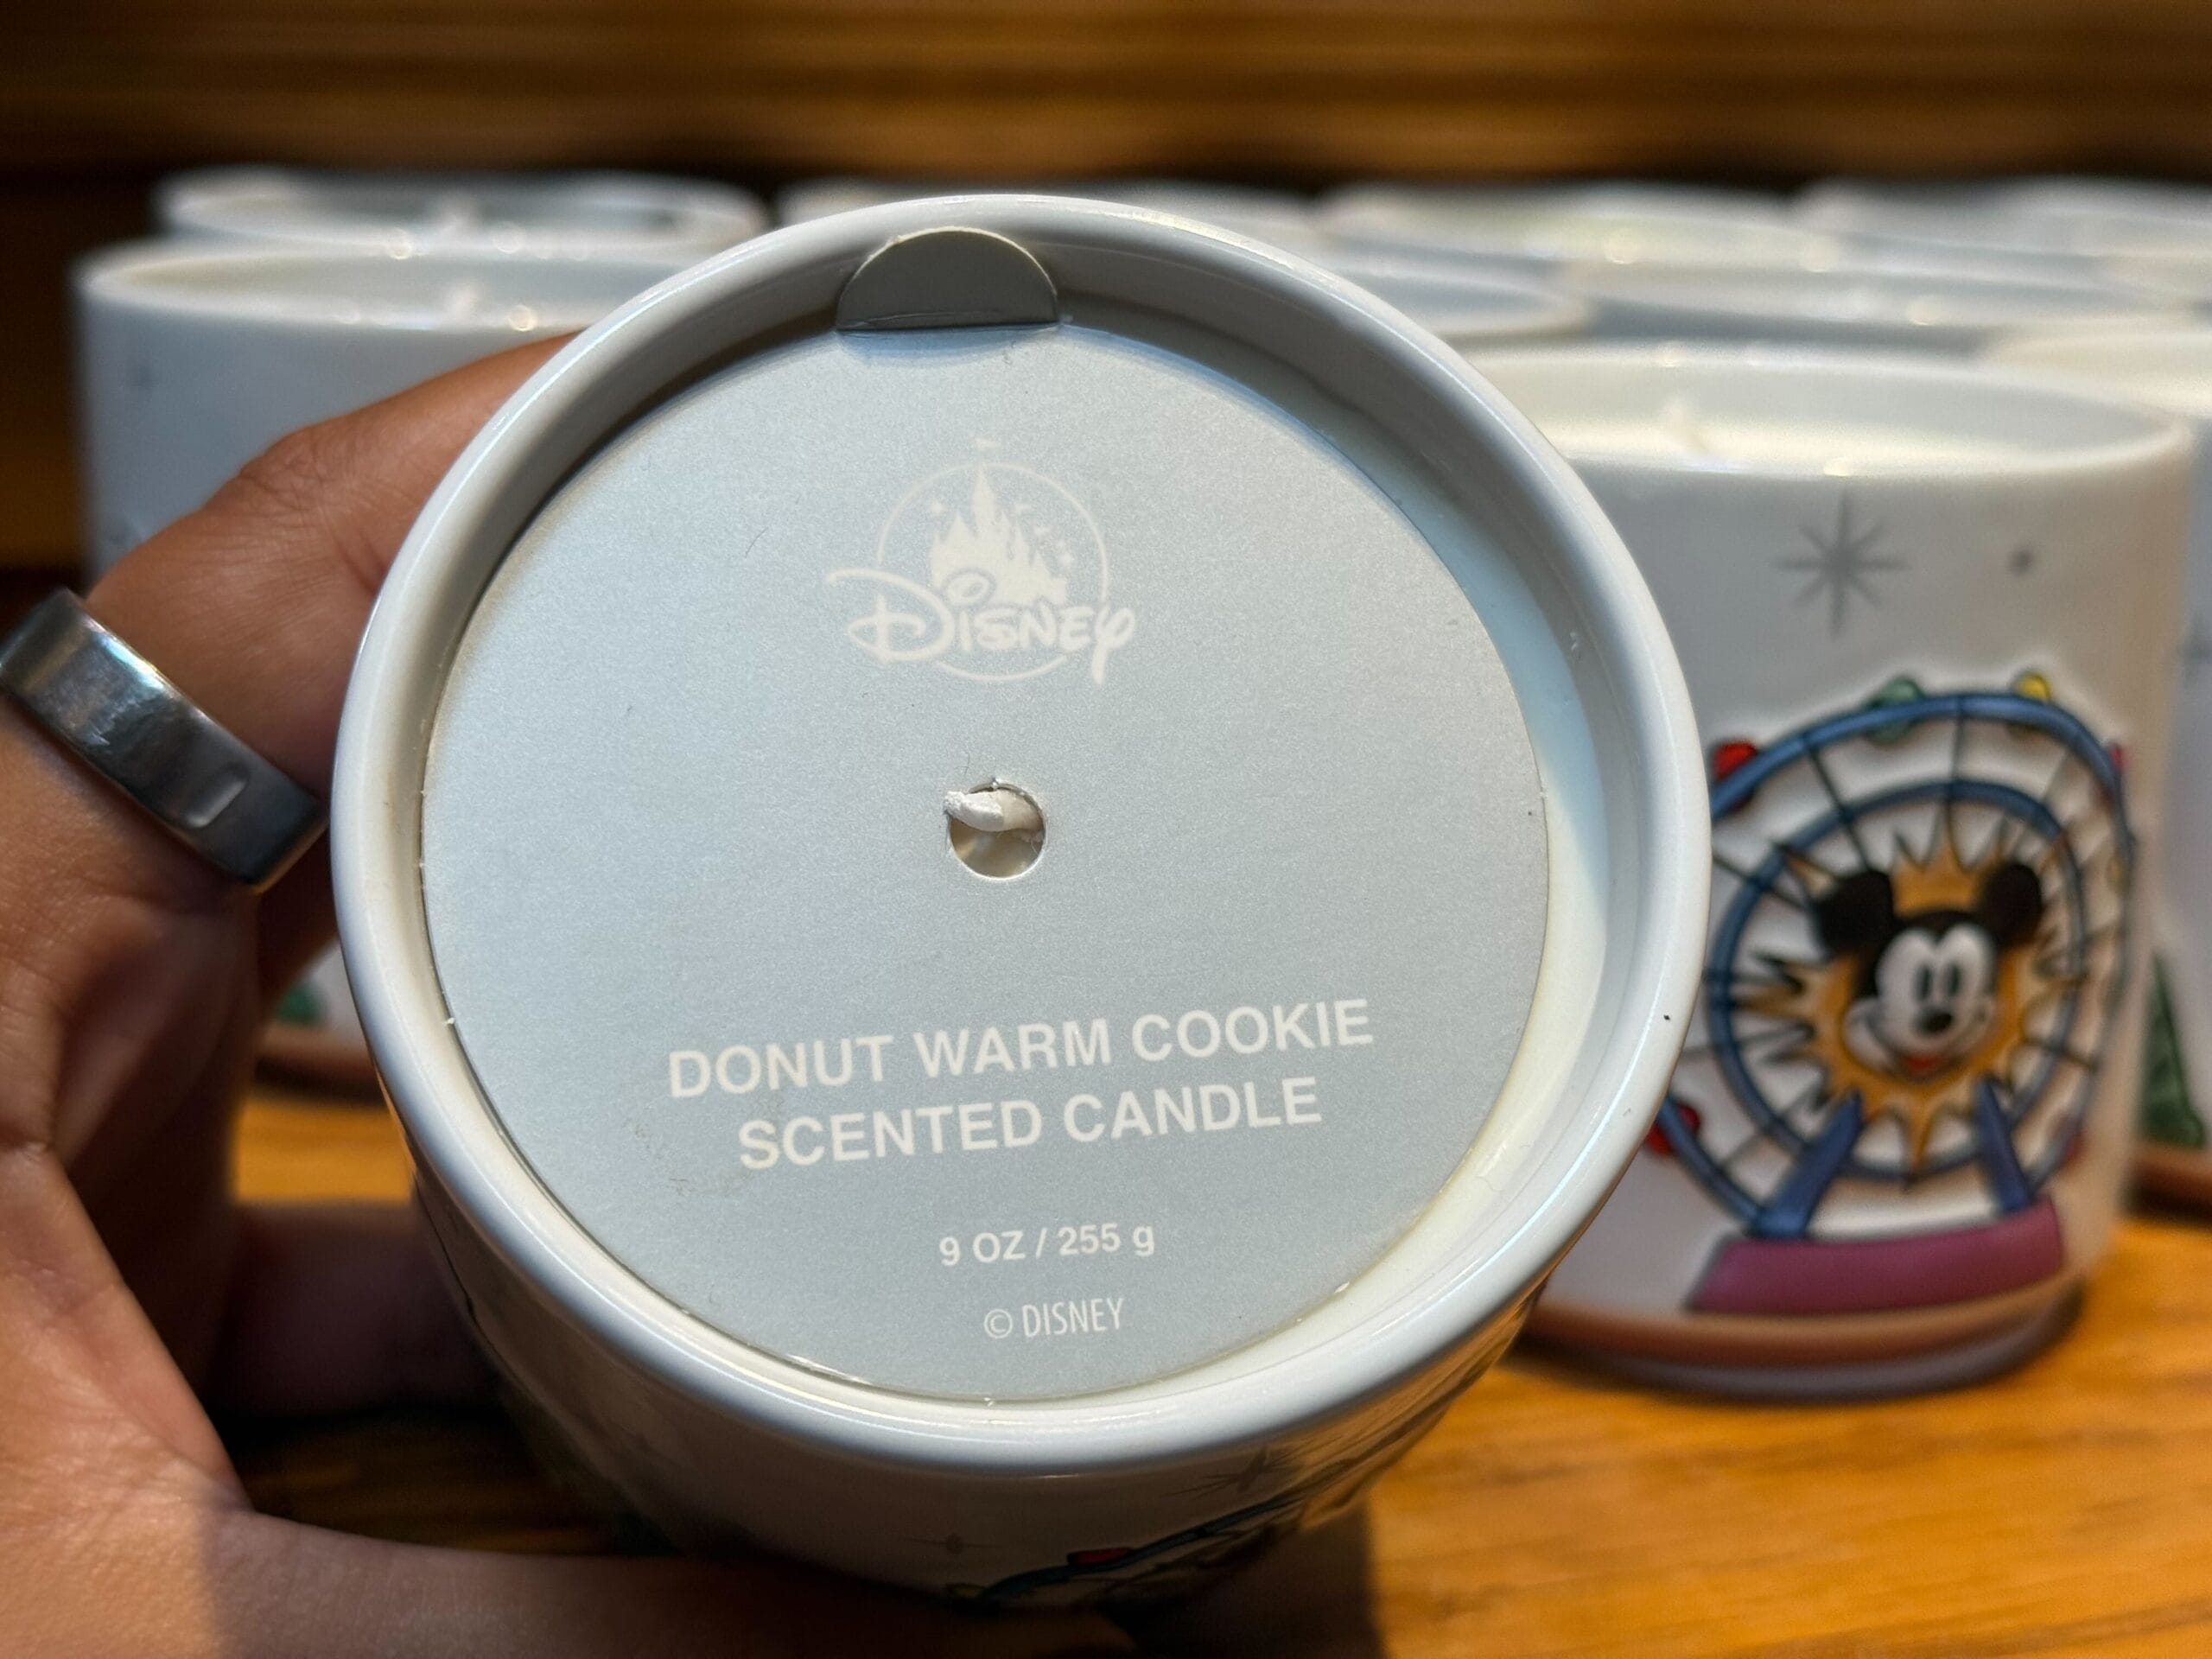 Disney
DONUT WARM COOKIE
SCENTED CANDLE
9 OZ / 255 g
© DISNEY